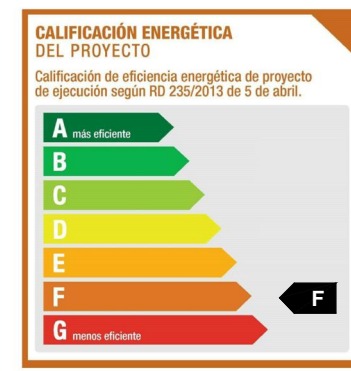 CALIFICACIÓN ENERGÉTICA
DEL PROYECTO
Calificación de eficiencia energética de proyecto
de ejecución según RD 235/2013 de 5 de abril.
A más eficiente
B
C
D
E
F
F
G menos eficiente